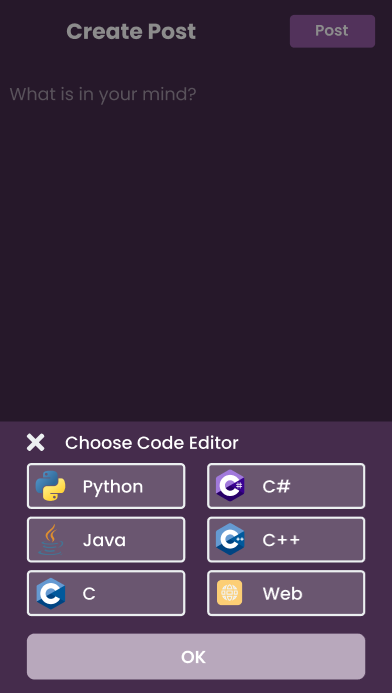 Create Post
Post
What is in your mind?
Choose Code Editor
Python
C#
Java
C++
C
Web
OK